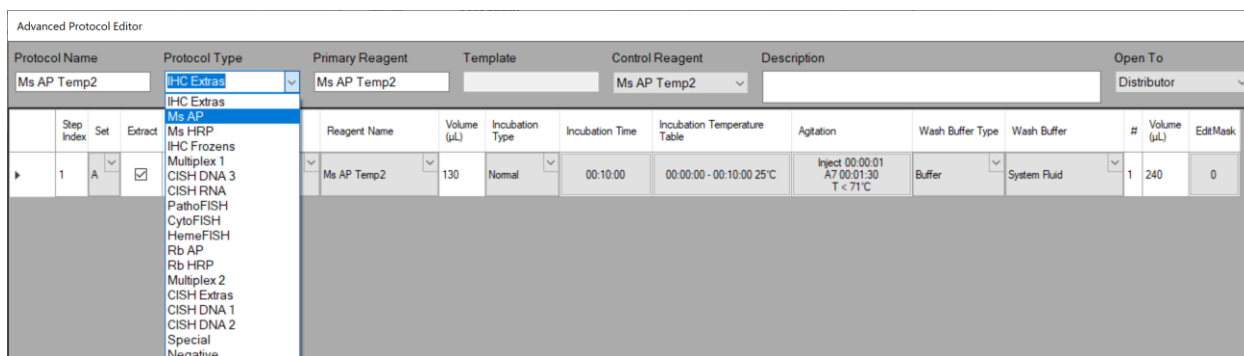 Advanced Protocol Editor
Protocol Name Protocol Type Primary Reagent Template Control Reagent Description Open To
Ms AP Temp2 IHC Extras Ms AP Temp2 Ms AP Temp2 Distributor
Step Index Set Extract Reagent Name Volume (µL) Incubation Type Incubation Time Incubation Temperature Table Agitation Wash Buffer Type Wash Buffer # Volume (µL) EditMask
1 A Ms AP Temp2 130 Normal 00:10:00 00:00:00 - 00:10:00 25°C Inject 00:00:01 A7 00:01:30 T < 71°C Buffer System Fluid 1 240 0
IHC Extras
Ms AP
Ms HRP
IHC Frozens
Multiplex 1
CISH DNA 3
CISH RNA
PathoFISH
CytoFISH
HemeFISH
Rb AP
Rb HRP
Multiplex 2
CISH Extras
CISH DNA 1
CISH DNA 2
Special
Negative